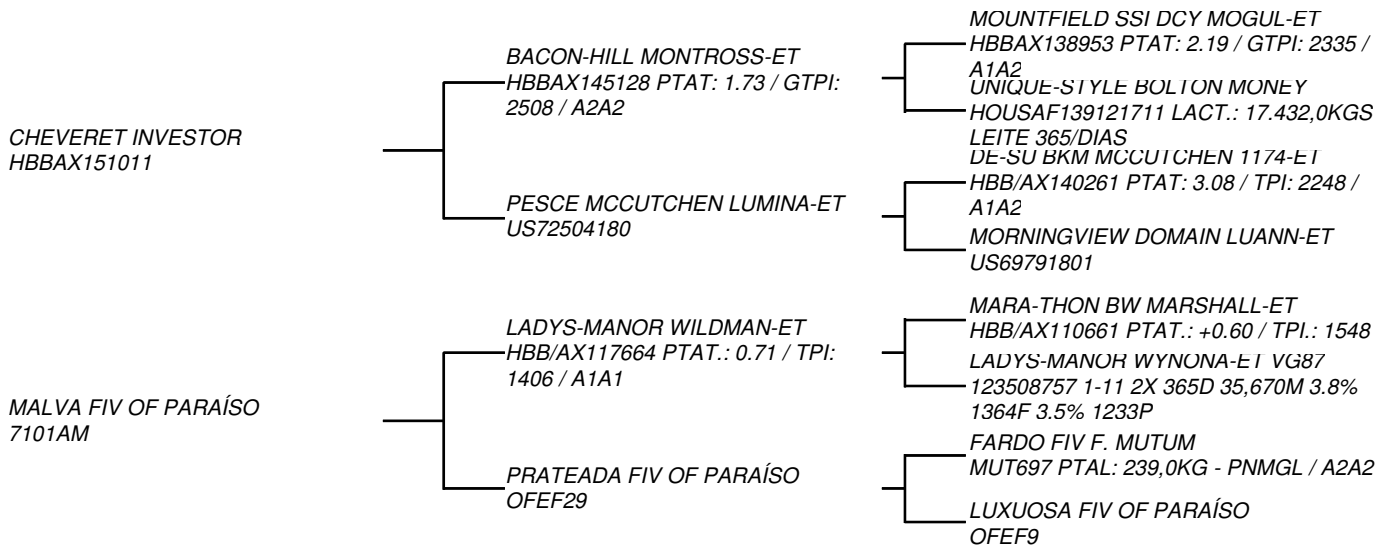 CHEVERET INVESTOR
HBBAX151011
BACON-HILL MONTROSS-ET
HBBAX145128 PTAT: 1.73 / GTPI:
2508 / A2A2
MOUNTFIELD SSI DCY MOGUL-ET
HBBAX138953 PTAT: 2.19 / GTPI: 2335 /
A1A2
UNIQUE-STYLE BOLTON MONEY
HOUSAF139121711 LACT.: 17.432,0KGS
LEITE 365/DIAS
PESCE MCCUTCHEN LUMINA-ET
US72504180
DE-SU BKM MCCUTCHEN 1174-ET
HBB/AX140261 PTAT: 3.08 / TPI: 2248 /
A1A2
MORNINGVIEW DOMAIN LUANN-ET
US69791801
MALVA FIV OF PARAÍSO
7101AM
LADYS-MANOR WILDMAN-ET
HBB/AX117664 PTAT.: 0.71 / TPI:
1406 / A1A1
MARA-THON BW MARSHALL-ET
HBB/AX110661 PTAT.: +0.60 / TPI.: 1548
LADYS-MANOR WYNONA-ET VG87
123508757 1-11 2X 365D 35,670M 3.8%
1364F 3.5% 1233P
PRATEADA FIV OF PARAÍSO
OFEF29
FARDO FIV F. MUTUM
MUT697 PTAL: 239,0KG - PNMGL / A2A2
LUXUOSA FIV OF PARAÍSO
OFEF9